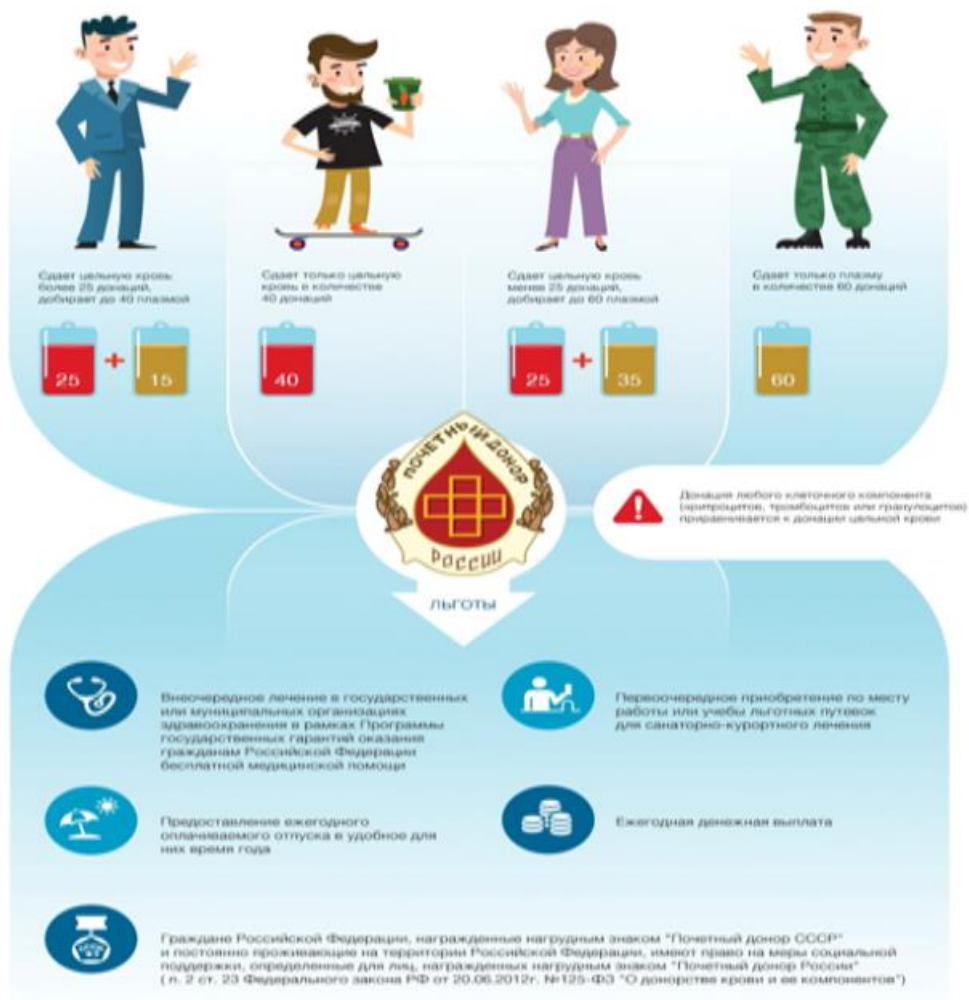 Сдает цельную кровь
более 25 донаций,
добирает до 40 плазмой
Сдает только цельную
кровь в количестве
40 донаций
Сдает цельную кровь
менее 25 донаций,
добирает до 60 плазмой
Сдает только плазму
в количестве 60 донаций
25 + 15
40
25 + 35
60
ПОЧЕТНЫЙ ДОНОР
РОССИИ
Донация любого клеточного компонента
(эритроцитов, тромбоцитов или гранулоцитов)
приравнивается к донации цельной крови
ЛЬГОТЫ
Внеочередное лечение в государственных
или муниципальных организациях
здравоохранения в рамках Программы
государственных гарантий оказания
гражданам Российской Федерации
бесплатной медицинской помощи
Первоочередное приобретение по месту
работы или учебы льготных путевок
для санаторно-курортного лечения
Предоставление ежегодного
оплачиваемого отпуска в удобное для
них время года
Ежегодная денежная выплата
Граждане Российской Федерации, награжденные нагрудным знаком "Почетный донор СССР"
и постоянно проживающие на территории Российской Федерации, имеют право на меры социальной
поддержки, определенные для лиц, награжденных нагрудным знаком "Почетный донор России"
( п. 2 ст. 23 Федерального закона РФ от 20.06.2012г. №125-ФЗ "О донорстве крови и ее компонентов")